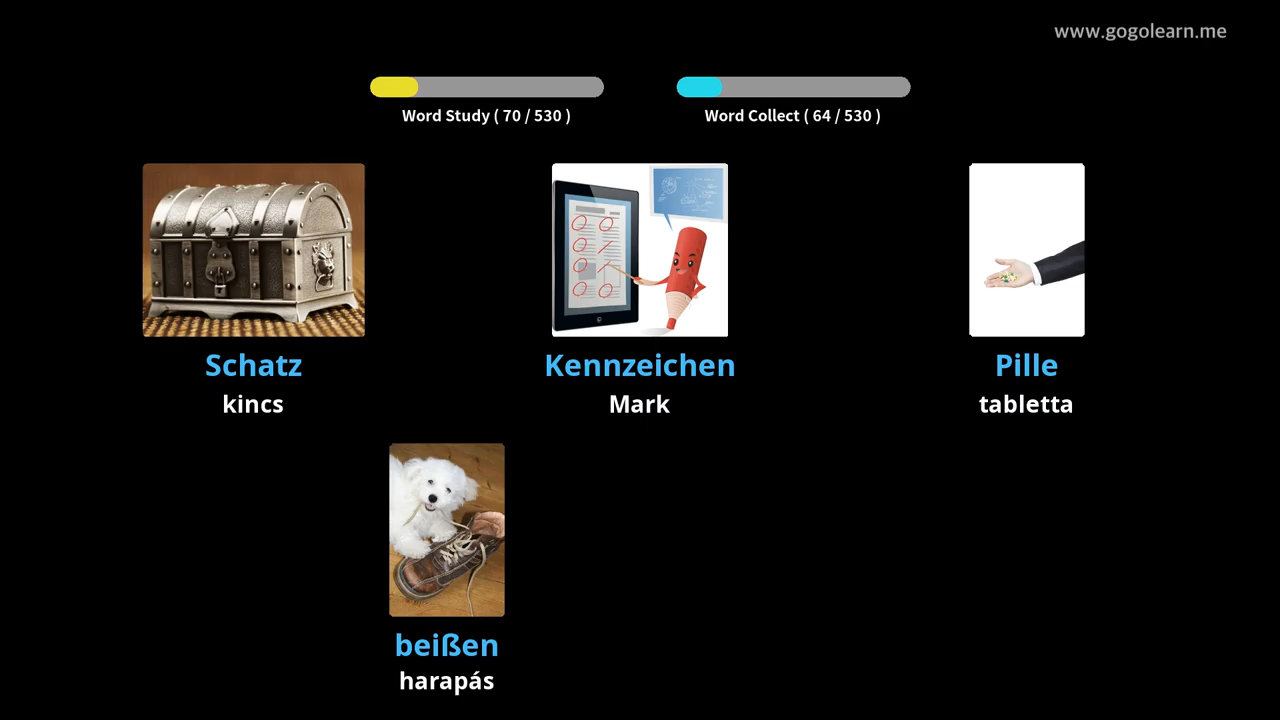 www.gogolearn.me
Word Study ( 70 / 530 )
Word Collect ( 64 / 530 )
Schatz
kincs
Kennzeichen
Mark
Pille
tabletta
beißen
harapás